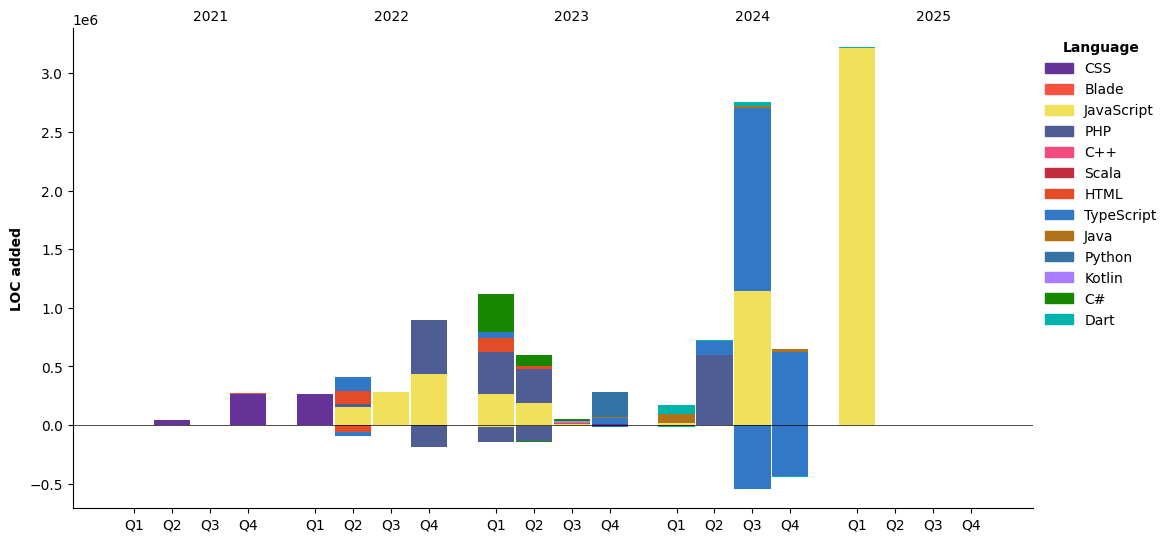 1e6
2021 2022 2023 2024 2025
LOC added
3.0
2.5
2.0
1.5
1.0
0.5
0.0
−0.5
Q1 Q2 Q3 Q4 Q1 Q2 Q3 Q4 Q1 Q2 Q3 Q4 Q1 Q2 Q3 Q4 Q1 Q2 Q3 Q4
Language
CSS
Blade
JavaScript
PHP
C++
Scala
HTML
TypeScript
Java
Python
Kotlin
C#
Dart